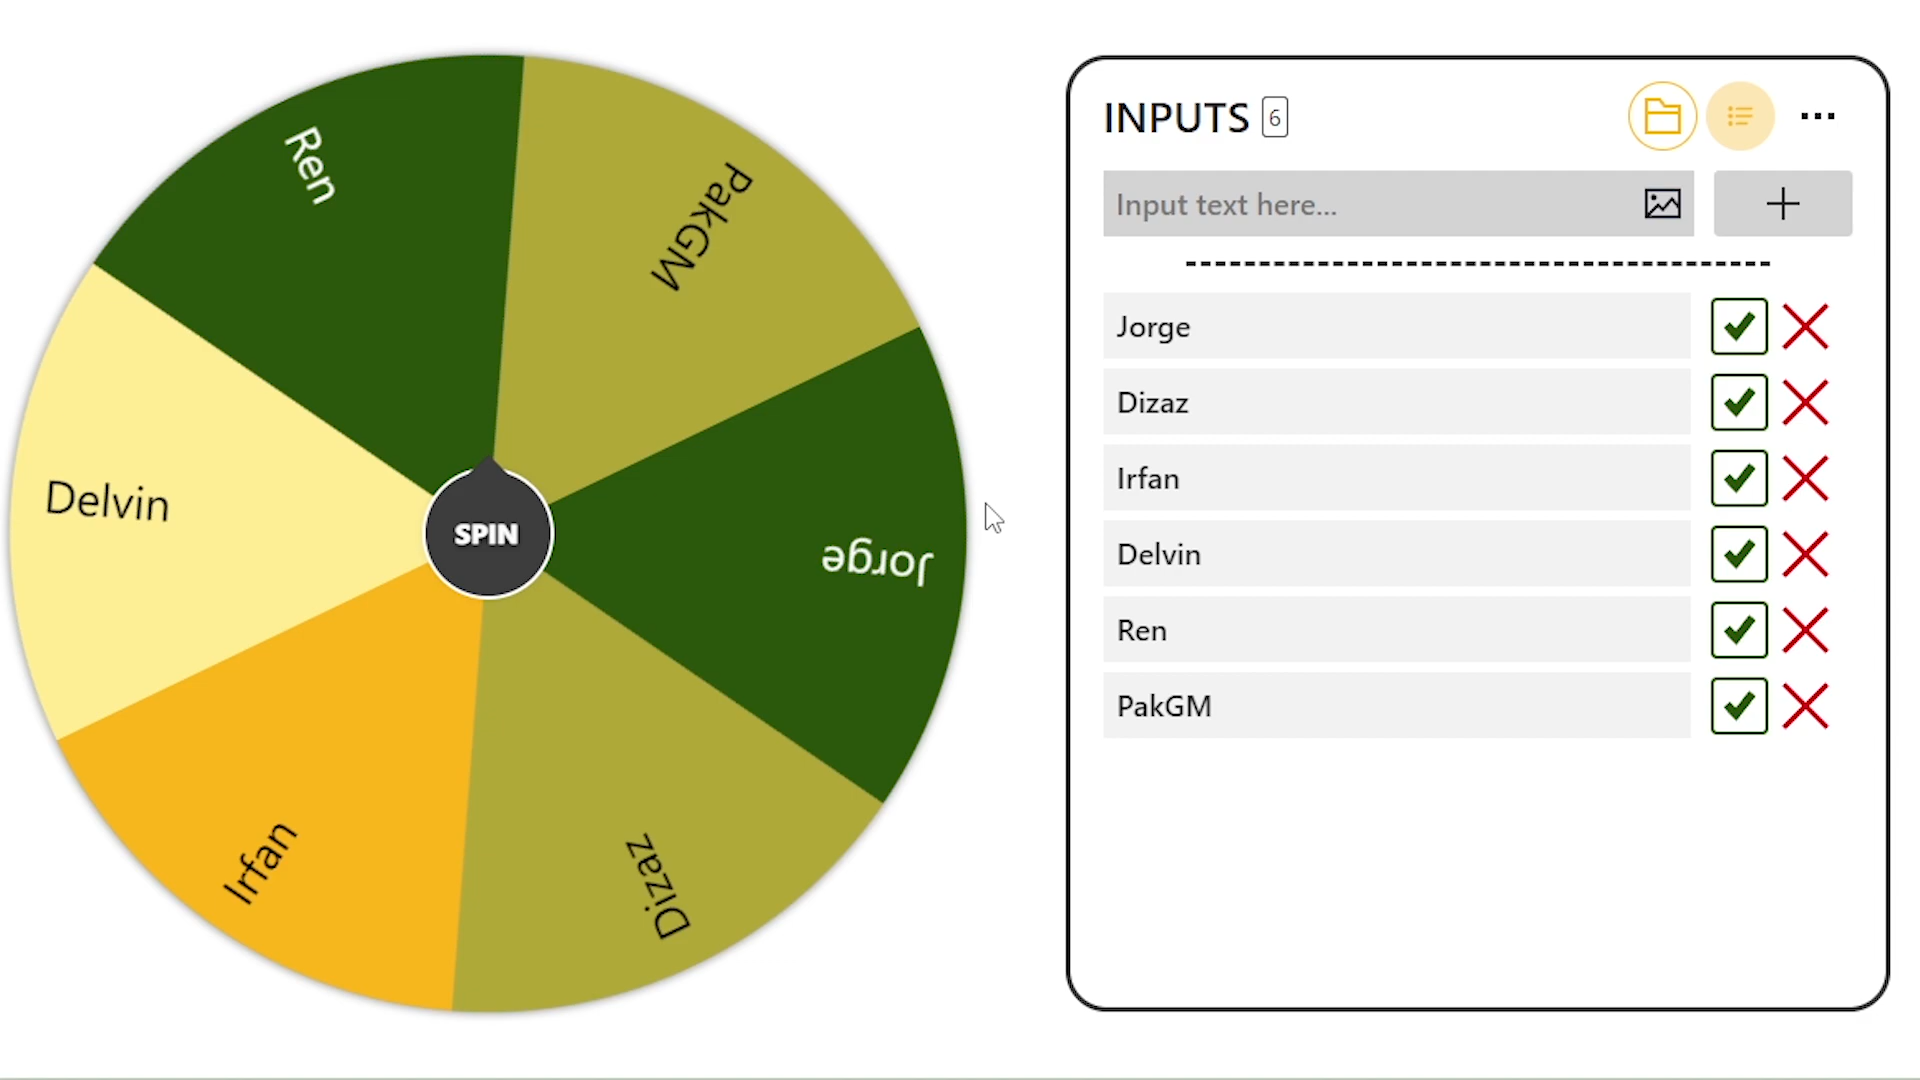 Ren
PakGM
Delvin
SPIN
Jorge
Irfan
Dizaz
INPUTS 6
Input text here...
Jorge
Dizaz
Irfan
Delvin
Ren
PakGM